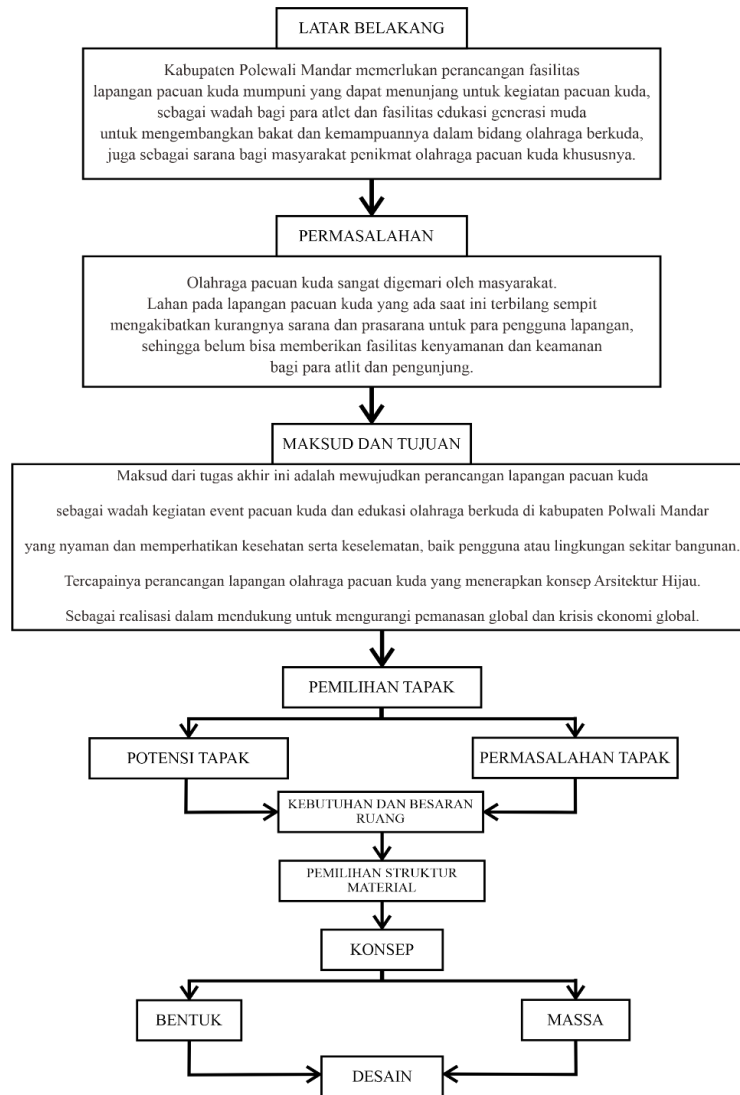 LATAR BELAKANG
Kabupaten Polewali Mandar memerlukan perancangan fasilitas
lapangan pacuan kuda mumpuni yang dapat menunjang untuk kegiatan pacuan kuda,
sebagai wadah bagi para atlet dan fasilitas edukasi generasi muda
untuk mengembangkan bakat dan kemampuannya dalam bidang olahraga berkuda,
juga sebagai sarana bagi masyarakat penikmat olahraga pacuan kuda khususnya.
PERMASALAHAN
Olahraga pacuan kuda sangat digemari oleh masyarakat.
Lahan pada lapangan pacuan kuda yang ada saat ini terbilang sempit
mengakibatkan kurangnya sarana dan prasarana untuk para pengguna lapangan,
sehingga belum bisa memberikan fasilitas kenyamanan dan keamanan
bagi para atlit dan pengunjung.
MAKSUD DAN TUJUAN
Maksud dari tugas akhir ini adalah mewujudkan perancangan lapangan pacuan kuda
sebagai wadah kegiatan event pacuan kuda dan edukasi olahraga berkuda di kabupaten Polwali Mandar
yang nyaman dan memperhatikan kesehatan serta keselematan, baik pengguna atau lingkungan sekitar bangunan.
Tercapainya perancangan lapangan olahraga pacuan kuda yang menerapkan konsep Arsitektur Hijau.
Sebagai realisasi dalam mendukung untuk mengurangi pemanasan global dan krisis ekonomi global.
PEMILIHAN TAPAK
POTENSI TAPAK
PERMASALAHAN TAPAK
KEBUTUHAN DAN BESARAN
RUANG
PEMILIHAN STRUKTUR
MATERIAL
KONSEP
BENTUK
MASSA
DESAIN